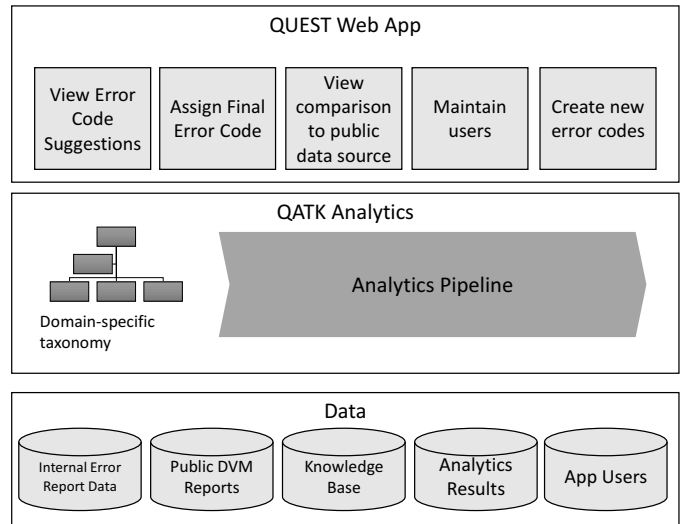 QUEST Web App
View Error
Code
Suggestions
Assign Final
Error Code
View
comparison
to public
data source
Maintain
users
Create new
error codes
QATK Analytics
Analytics Pipeline
Domain-specific
taxonomy
Data
Internal Error
Report Data
Public DVM
Reports
Knowledge
Base
Analytics
Results
App Users